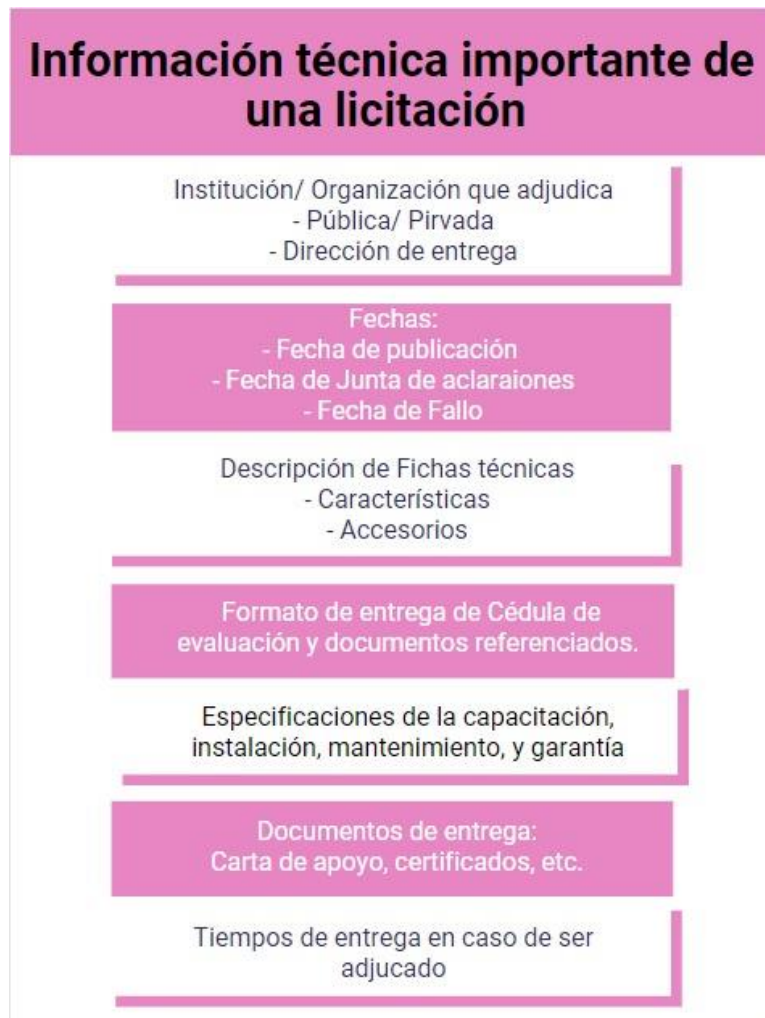 Información técnica importante de
una licitación
Institución/ Organización que adjudica
- Pública/ Pirvada
- Dirección de entrega
Fechas:
- Fecha de publicación
- Fecha de Junta de aclaraiones
- Fecha de Fallo
Descripción de Fichas técnicas
- Características
- Accesorios
Formato de entrega de Cédula de
evaluación y documentos referenciados.
Especificaciones de la capacitación,
instalación, mantenimiento, y garantía
Documentos de entrega:
Carta de apoyo, certificados, etc.
Tiempos de entrega en caso de ser
adjucado